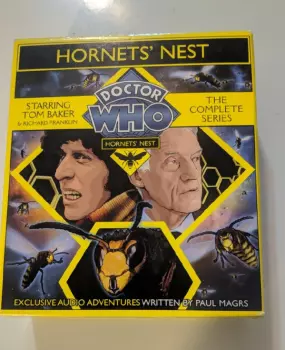 HORNETS' NEST
DOCTOR
WHO
HORNETS' NEST
STARRING
TOM BAKER
& RICHARD FRANKLIN
THE
COMPLETE
SERIES
EXCLUSIVE AUDIO ADVENTURES WRITTEN BY PAUL MAGRS